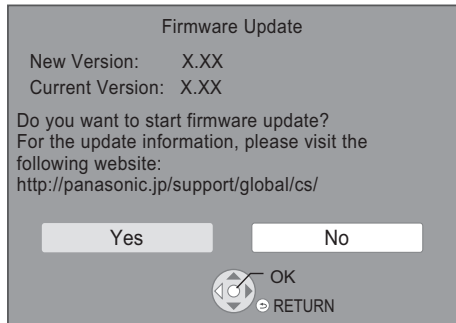 Firmware Update
New Version: X.XX
Current Version: X.XX
Do you want to start firmware update?
For the update information, please visit the
following website:
http://panasonic.jp/support/global/cs/
Yes No
OK
RETURN